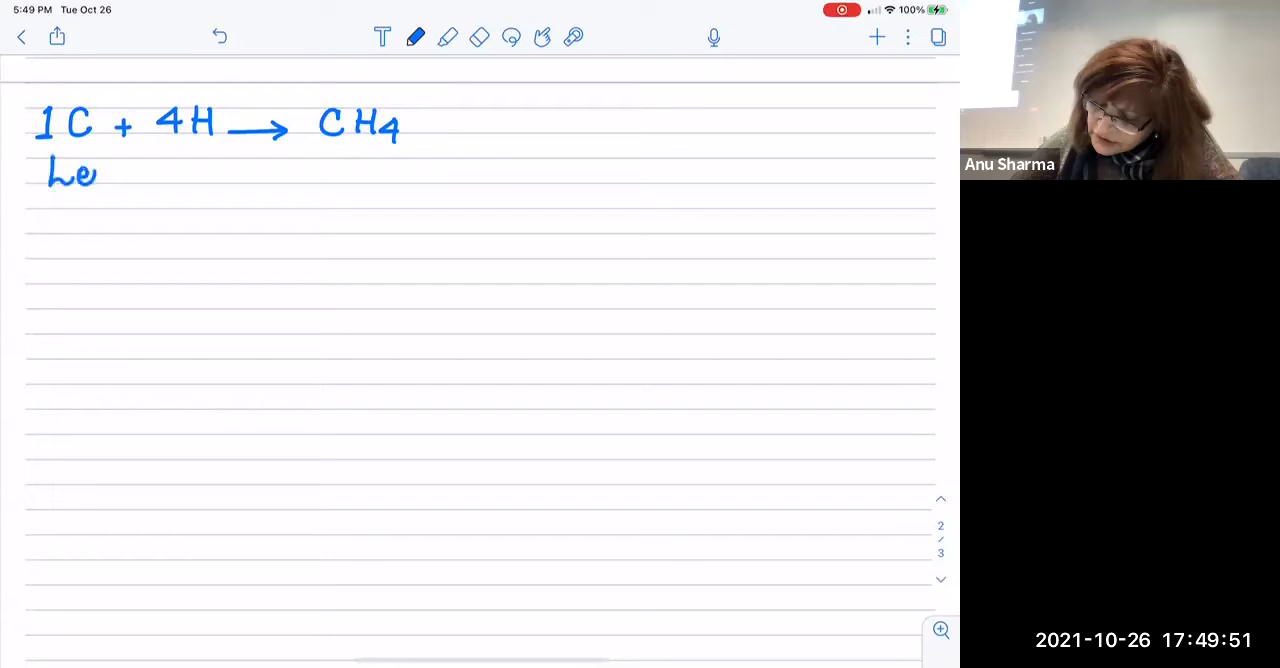 5:49 PM Tue Oct 26
100%
1C + 4H → CH4
Le
Anu Sharma
2
/
3
2021-10-26 17:49:51